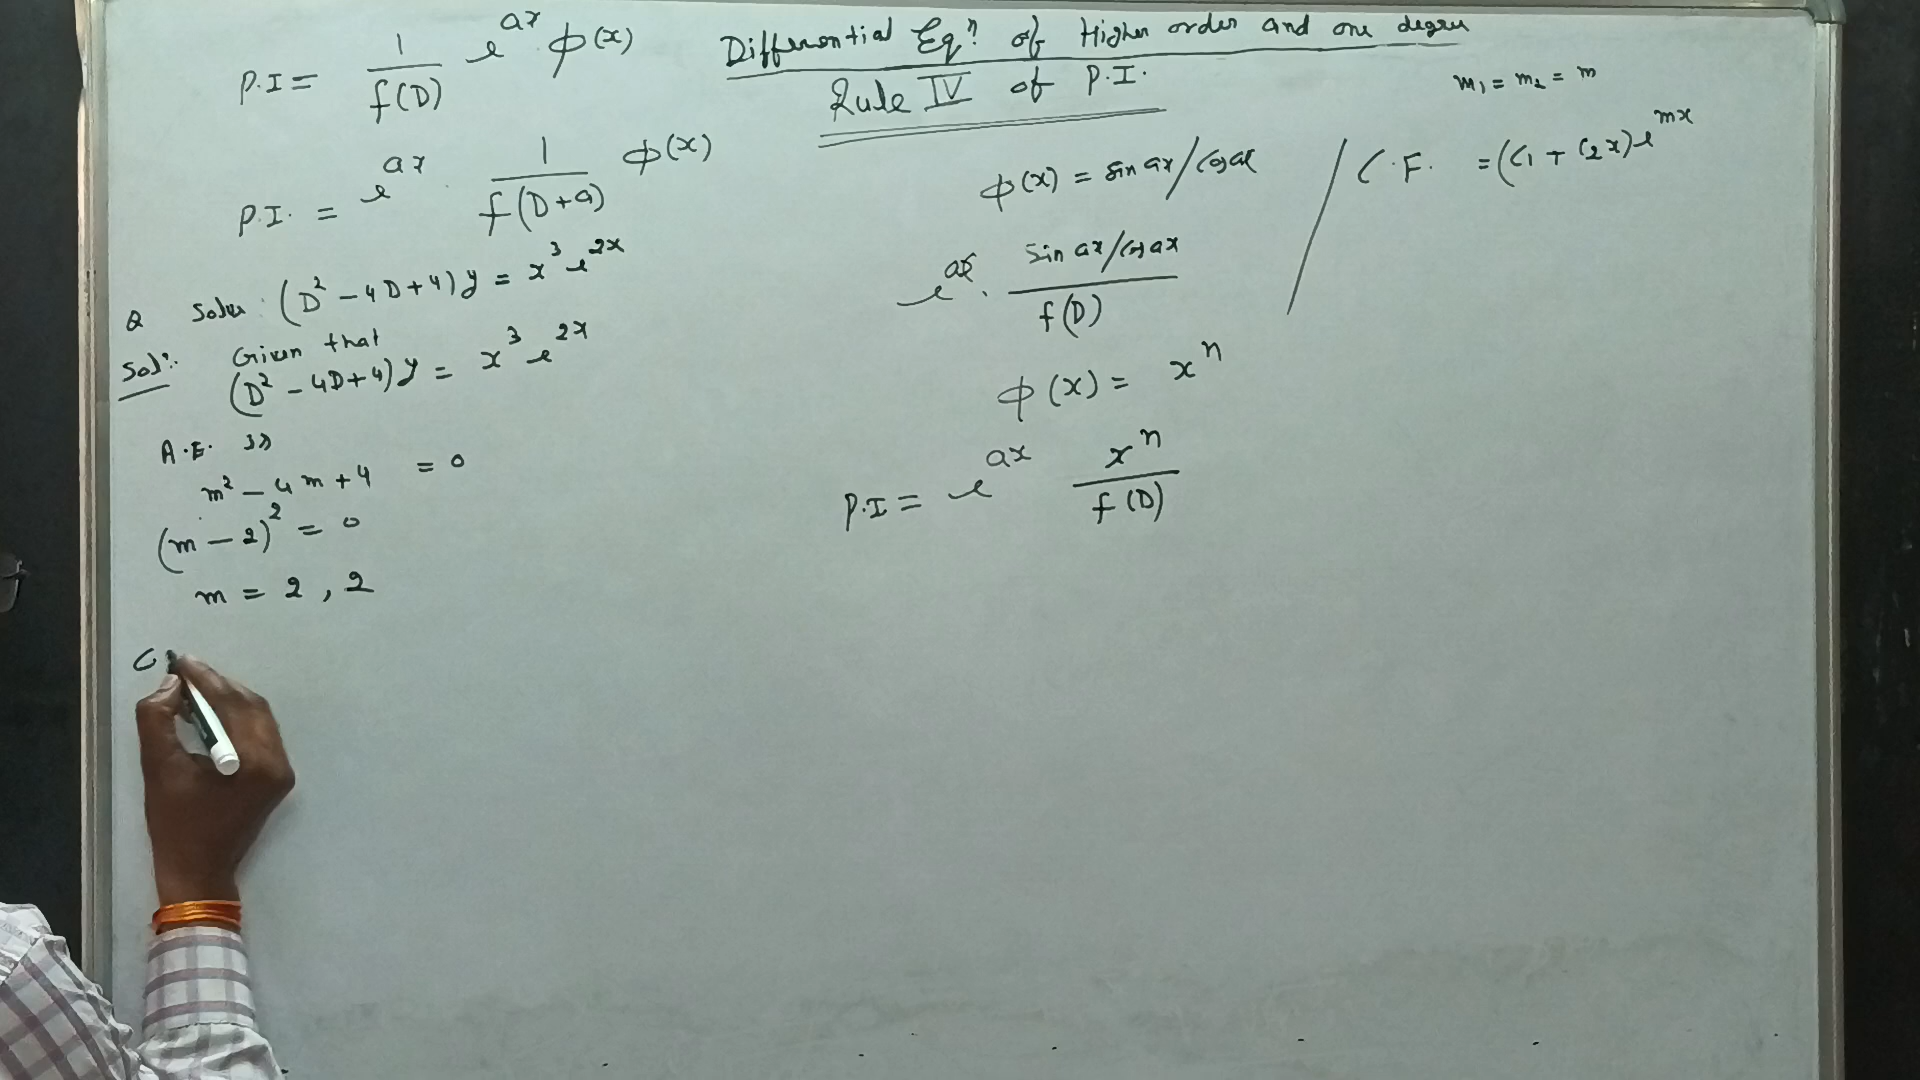 Differential Eqⁿ. of Higher order and one degree
Rule IV of P.I.
P.I = 1/f(D) e^ax ϕ(x)
P.I. = e^ax . 1/f(D+a) ϕ(x)
Q Solve : (D² - 4D + 4) y = x³ e^2x
Solⁿ:. Given that
(D² - 4D + 4) y = x³ e^2x
A.E. is
m² - 4m + 4 = 0
(m - 2)² = 0
m = 2 , 2
C
ϕ(x) = sin ax / cos ax
e^ax . sin ax / cos ax / f(D)
ϕ(x) = x^n
P.I = e^ax x^n / f(D)
m₁ = m₂ = m
C.F. = (C₁ + C₂x) e^mx